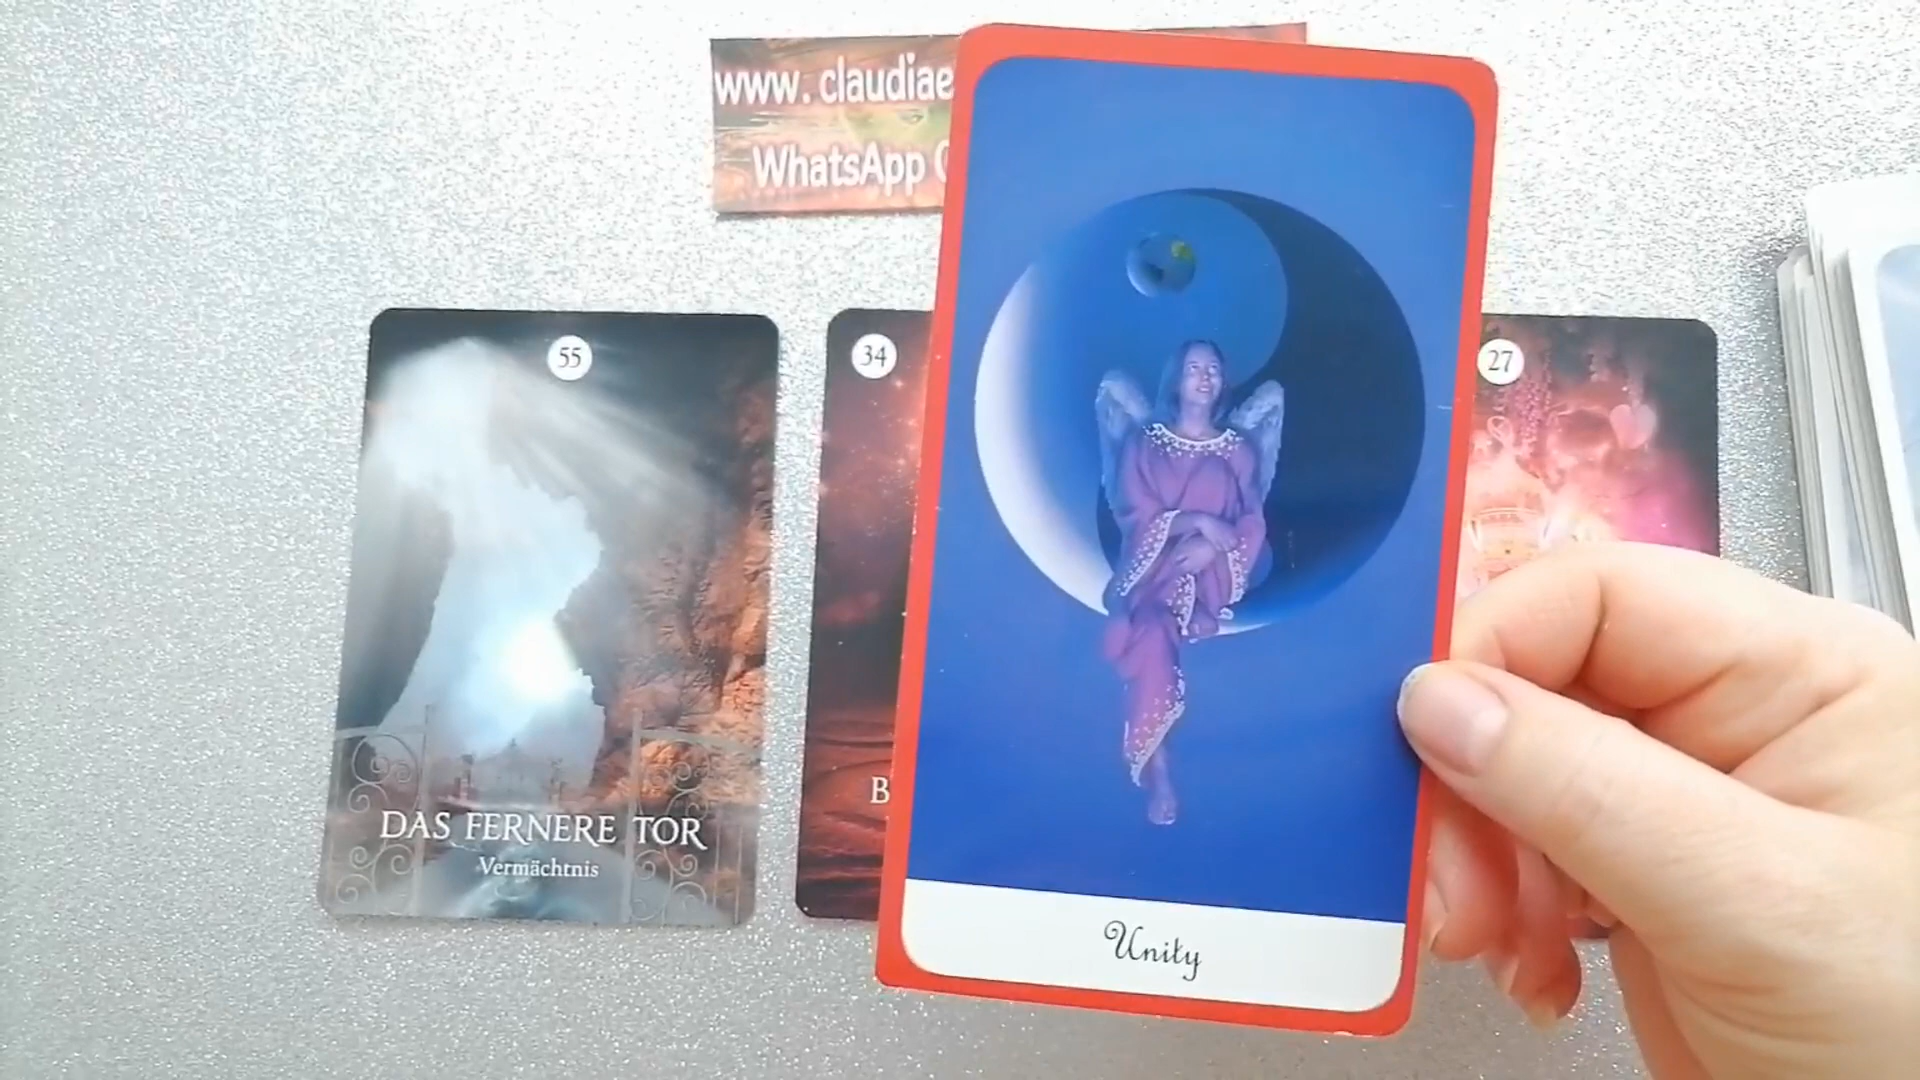 www.claudiae
WhatsApp
55
DAS FERNERE TOR
Vermächtnis
34
B
27
Unity